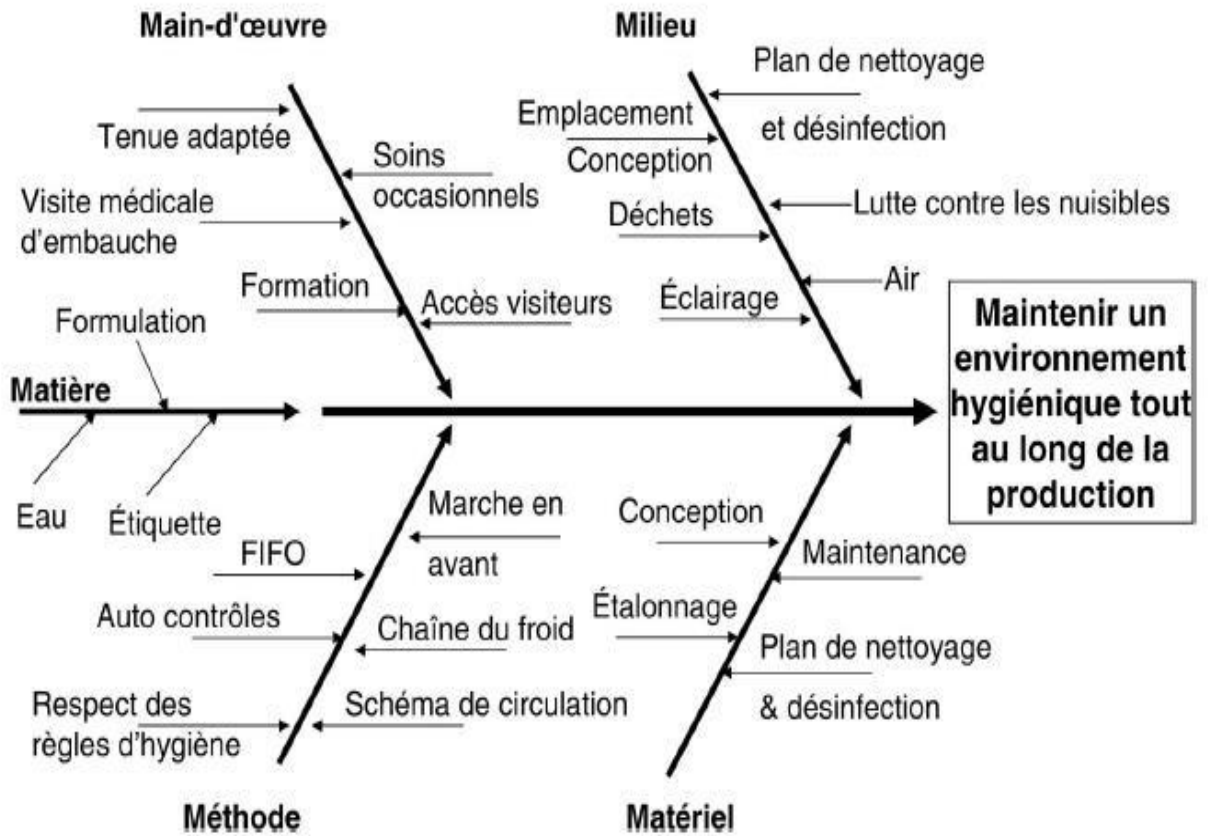 Main-d'œuvre
Milieu
Tenue adaptée
Soins
occasionnels
Visite médicale
d'embauche
Formation
Accès visiteurs
Plan de nettoyage
et désinfection
Emplacement
Conception
Lutte contre les nuisibles
Déchets
Air
Éclairage
Formulation
Matière
Eau
Étiquette
Maintenir un
environnement
hygiénique tout
au long de la
production
Marche en
avant
FIFO
Auto contrôles
Chaîne du froid
Respect des
règles d'hygiène
Schéma de circulation
Conception
Maintenance
Étalonnage
Plan de nettoyage
& désinfection
Méthode
Matériel